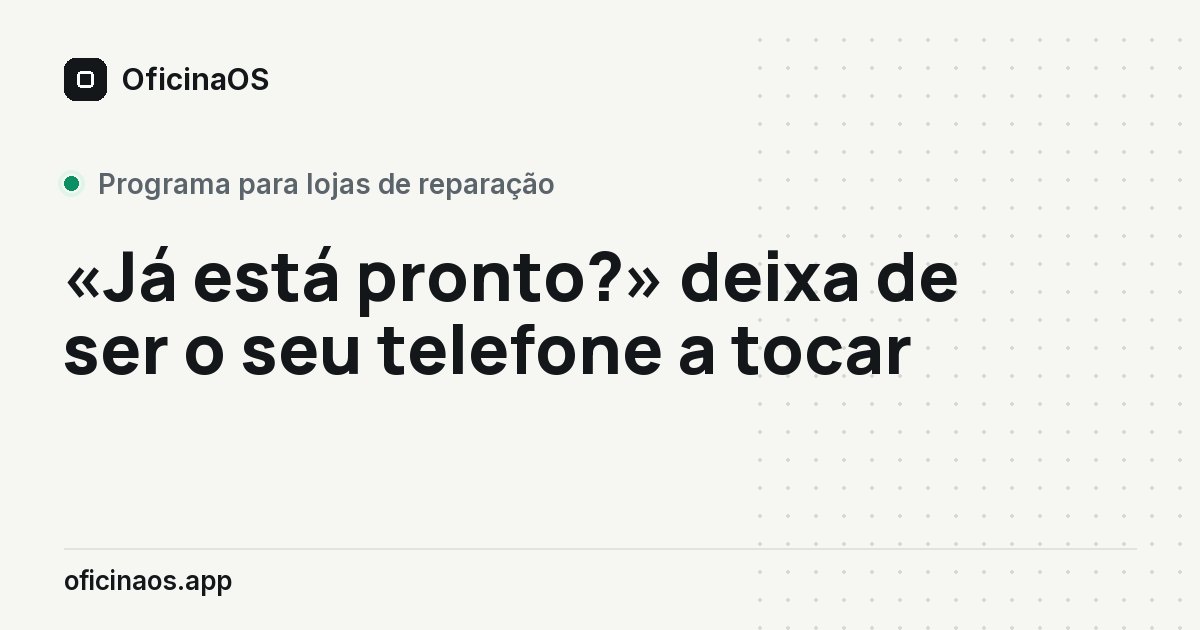 OficinaOS
Programa para lojas de reparação
«Já está pronto?» deixa de
ser o seu telefone a tocar
oficinaos.app